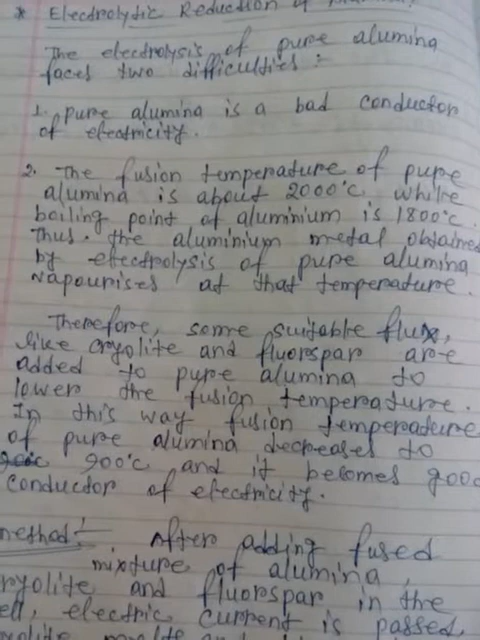 * Electrolytic Reduction of
The electrolysis of pure alumina
faces two difficulties :-
1. pure alumina is a bad conductor
of electricity.
2. The fusion temperature of pure
alumina is about 2000°c while
boiling point of aluminium is 1800°c.
Thus. the aluminium metal obtained
by electrolysis of pure alumina
vapourises at that temperature.
Therefore, some suitable flux,
like cryolite and fluorspar are
added to pure alumina to
lower the fusion temperature.
In this way fusion temperature
of pure alumina decreases to
900°c and it becomes good
conductor of electricity.
method :- After adding fused
mixture of alumina,
cryolite and fluorspar in the
cell, electric current is passed.